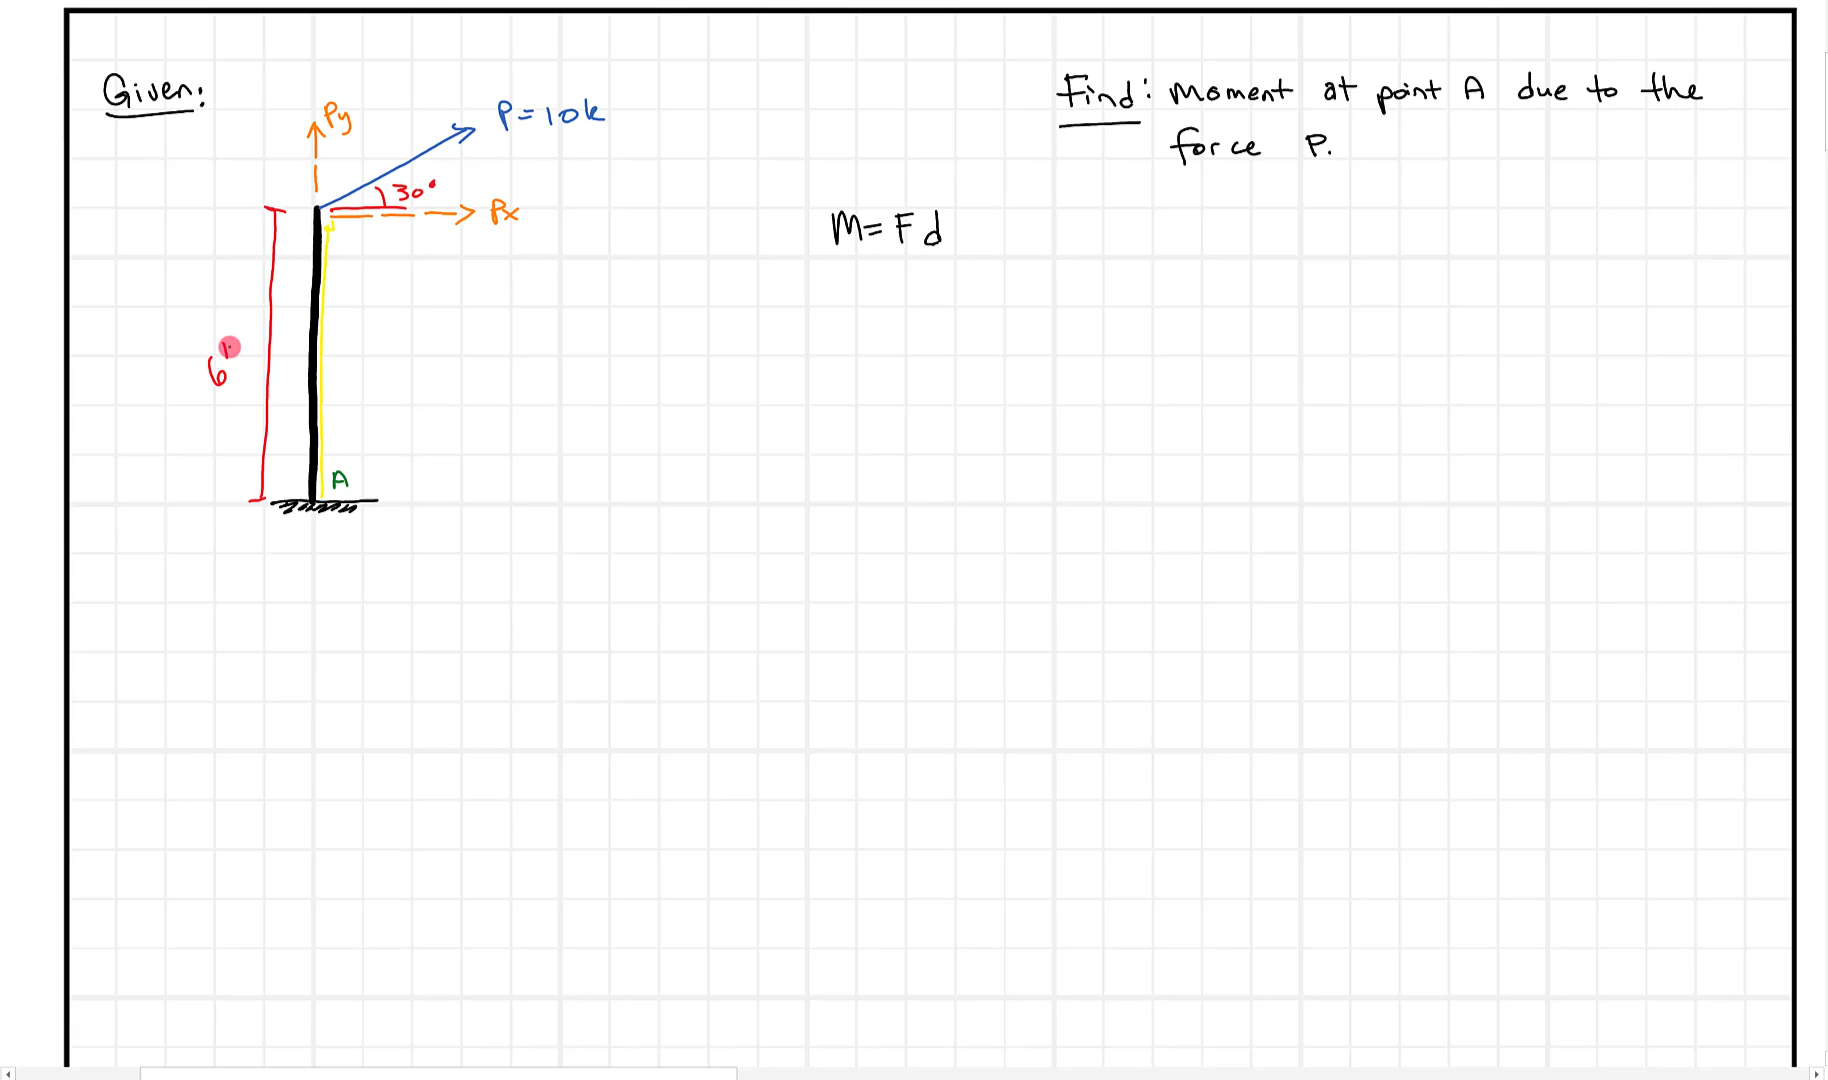 Given:
Find: Moment at point A due to the
force P.
Py
P=10k
30°
Px
M=Fd
6'
A